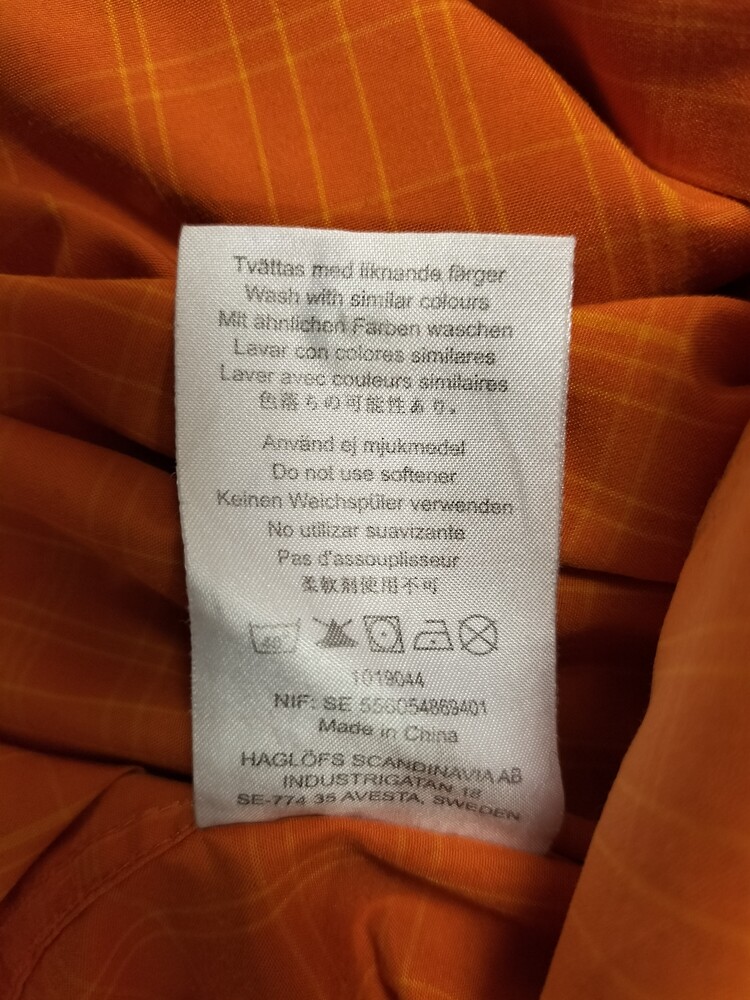 Tvättas med liknande färger
Wash with similar colours
Mit ähnlichen Farben waschen
Lavar con colores similares
Laver avec couleurs similaires
色落ちの可能性あり。
Använd ej mjukmedel
Do not use softener
Keinen Weichspüler verwenden
No utilizar suavizante
Pas d'assouplisseur
柔軟剤使用不可
40°
1019044
NIF: SE 556054869401
Made in China
HAGLÖFS SCANDINAVIA AB
INDUSTRIGATAN 18
SE-774 35 AVESTA, SWEDEN